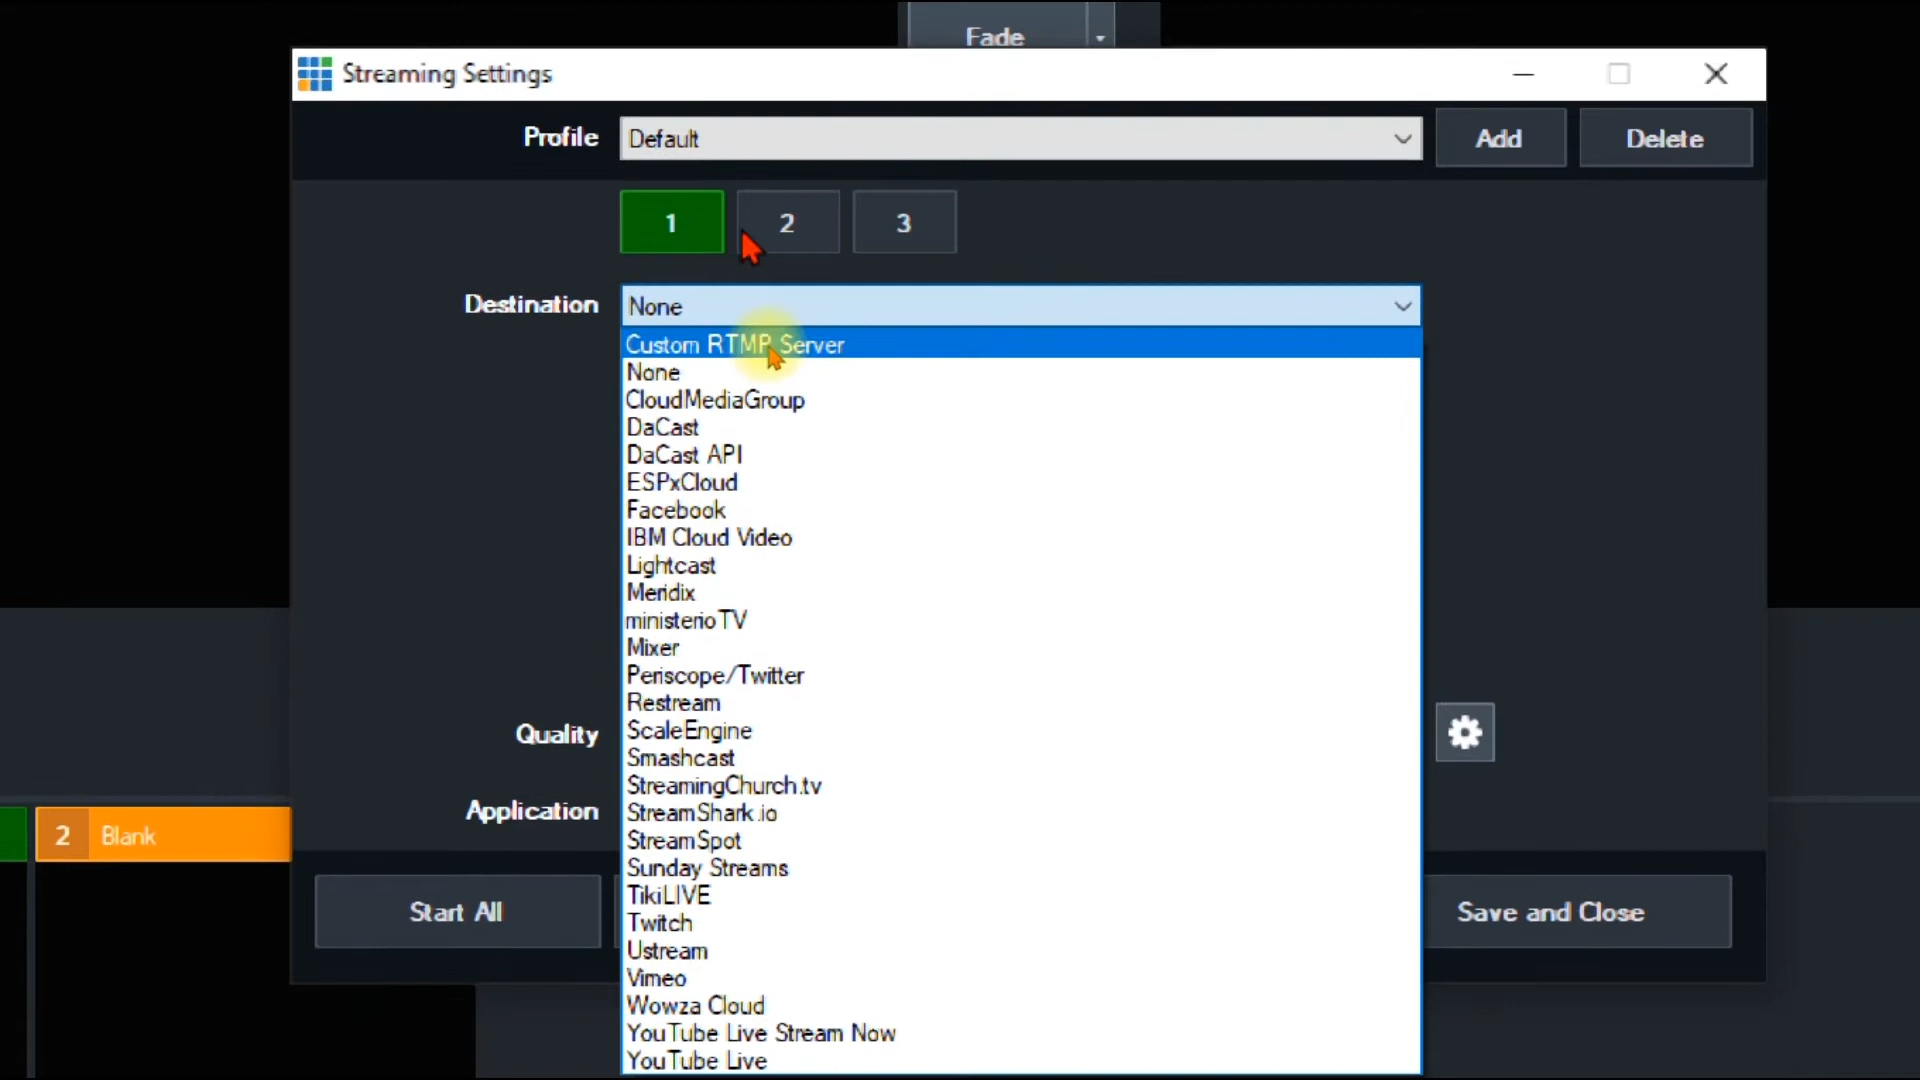 Fade
Streaming Settings
Profile Default Add Delete
1 2 3
Destination None
Custom RTMP Server
None
CloudMediaGroup
DaCast
DaCast API
ESPxCloud
Facebook
IBM Cloud Video
Lightcast
Meridix
ministerioTV
Mixer
Periscope/Twitter
Restream
Quality
ScaleEngine
Smashcast
StreamingChurch.tv
Application
StreamShark.io
2 Blank
StreamSpot
Sunday Streams
TikiLIVE
Start All Save and Close
Twitch
Ustream
Vimeo
Wowza Cloud
YouTube Live Stream Now
YouTube Live